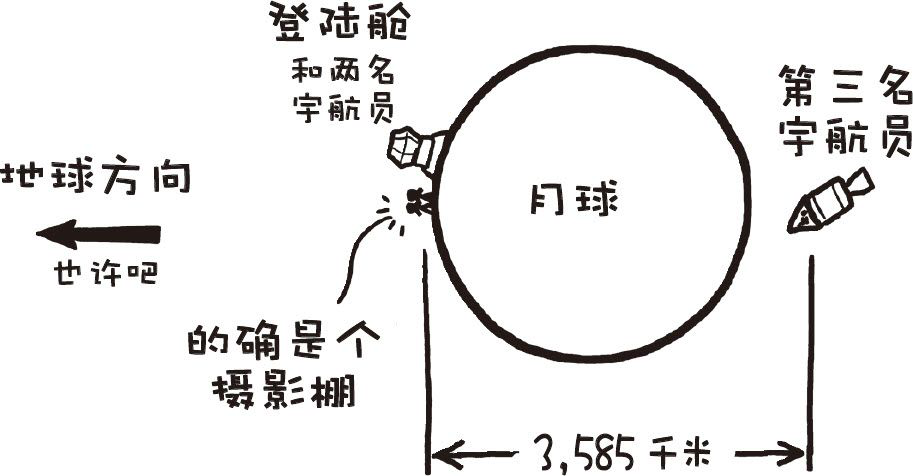 登陆舱
和两名
宇航员
第三名
宇航员
地球方向
也许吧
月球
的确是个
摄影棚
3,585 千米